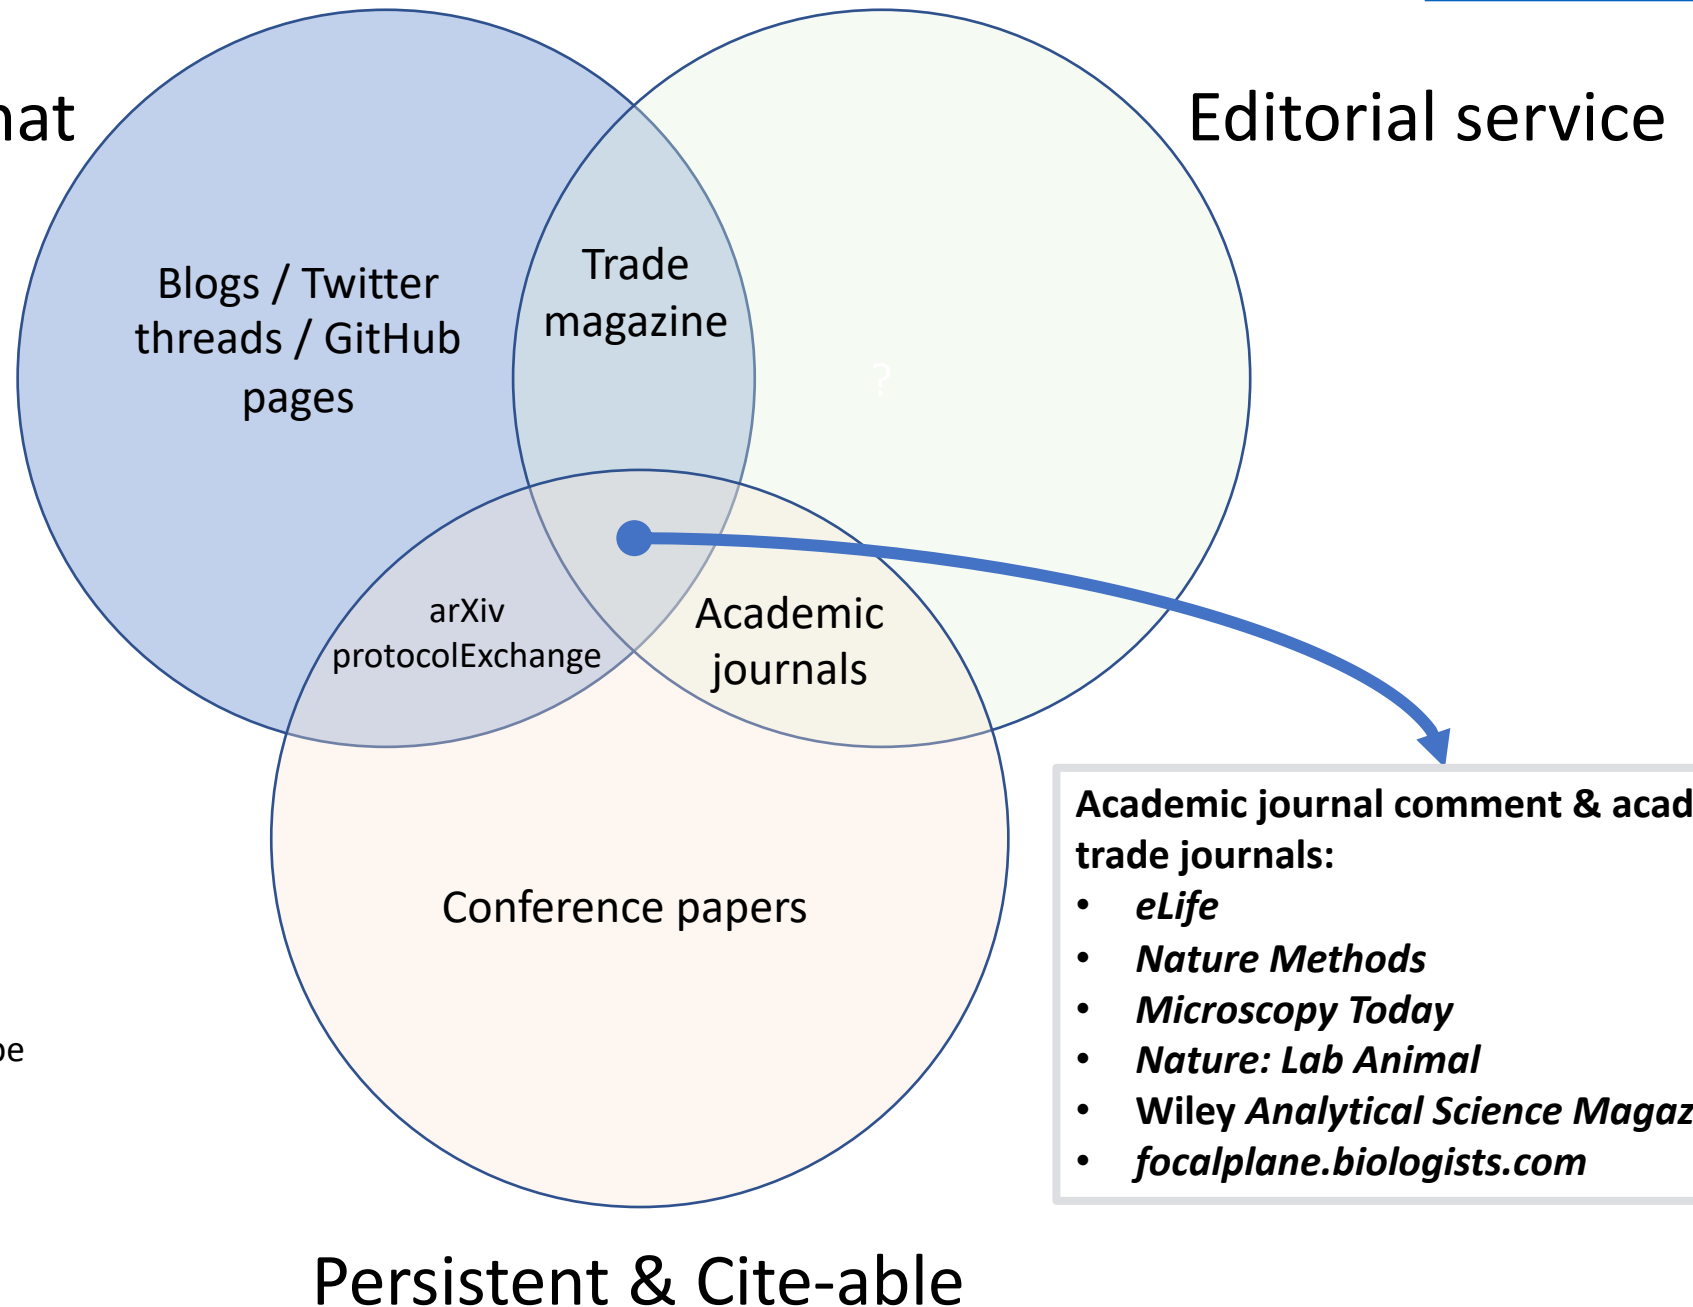 Editorial service
Blogs / Twitter
threads / GitHub
pages
Trade
magazine
?
arXiv
protocolExchange
Academic
journals
Conference papers
Academic journal comment & acad
trade journals:
• eLife
• Nature Methods
• Microscopy Today
• Nature: Lab Animal
• Wiley Analytical Science Magaz
• focalplane.biologists.com
Persistent & Cite-able